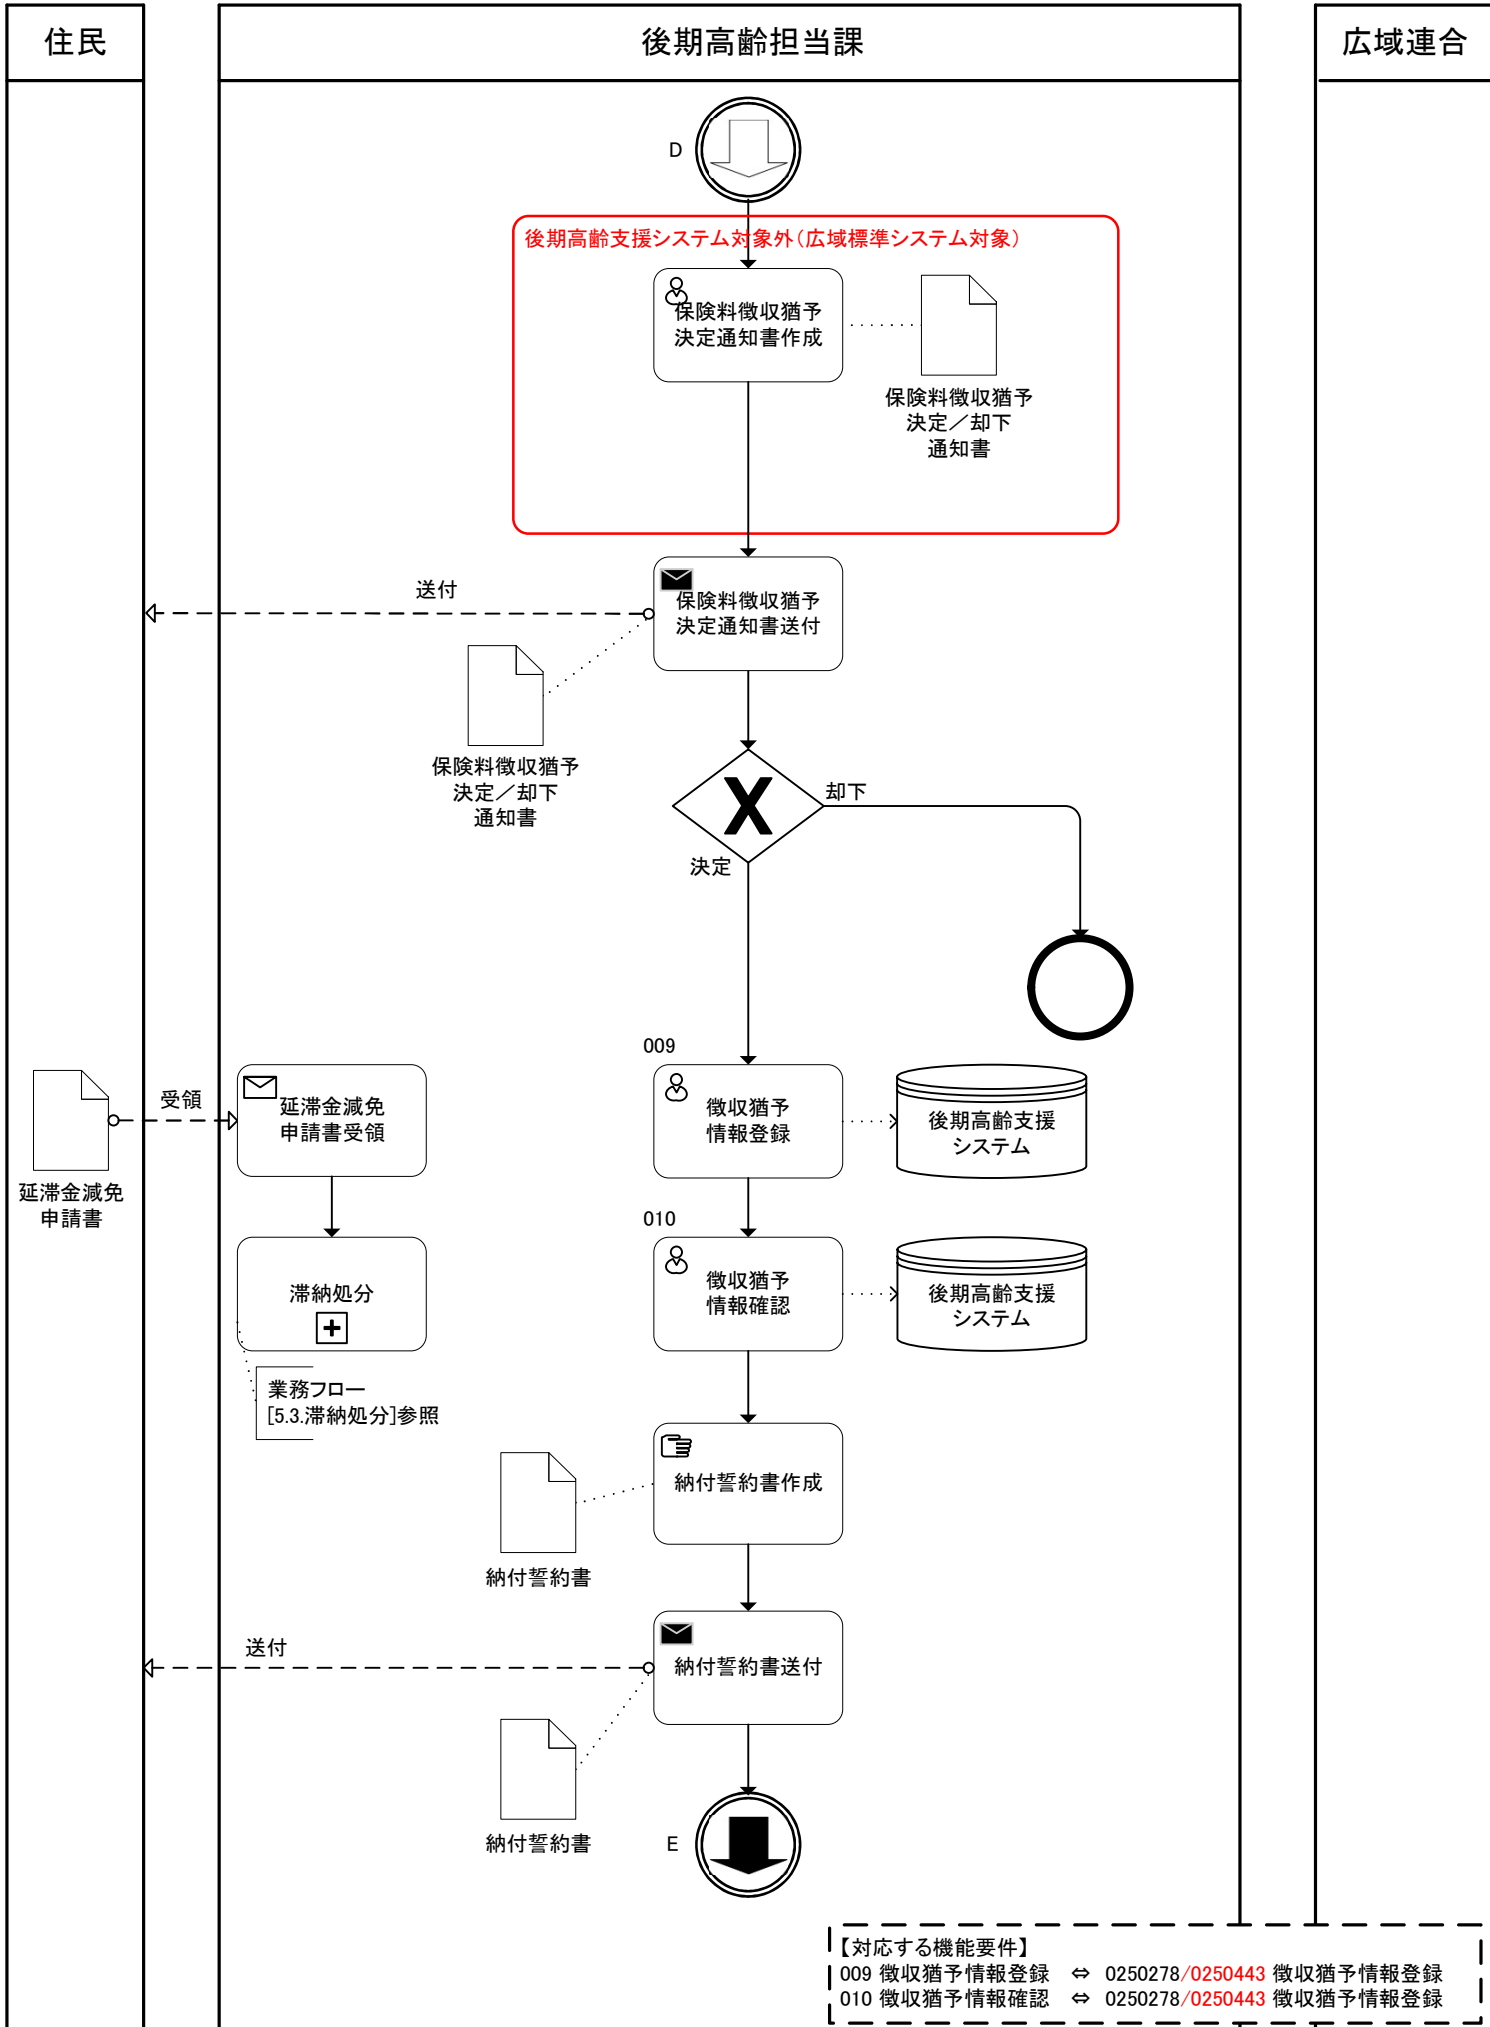 住民
後期高齢担当課
広域連合
D
後期高齢支援システム対象外（広域標準システム対象）
保険料徴収猶予
決定通知書作成
保険料徴収猶予
決定／却下
通知書
送付
保険料徴収猶予
決定通知書送付
保険料徴収猶予
決定／却下
通知書
却下
決定
009
受領
延滞金減免
申請書受領
徴収猶予
情報登録
後期高齢支援
システム
延滞金減免
申請書
010
滞納処分
徴収猶予
情報確認
後期高齢支援
システム
業務フロー
[5.3.滞納処分]参照
納付誓約書作成
納付誓約書
送付
納付誓約書送付
納付誓約書
E
【対応する機能要件】
009 徴収猶予情報登録 ⇔ 0250278/0250443 徴収猶予情報登録
010 徴収猶予情報確認 ⇔ 0250278/0250443 徴収猶予情報登録